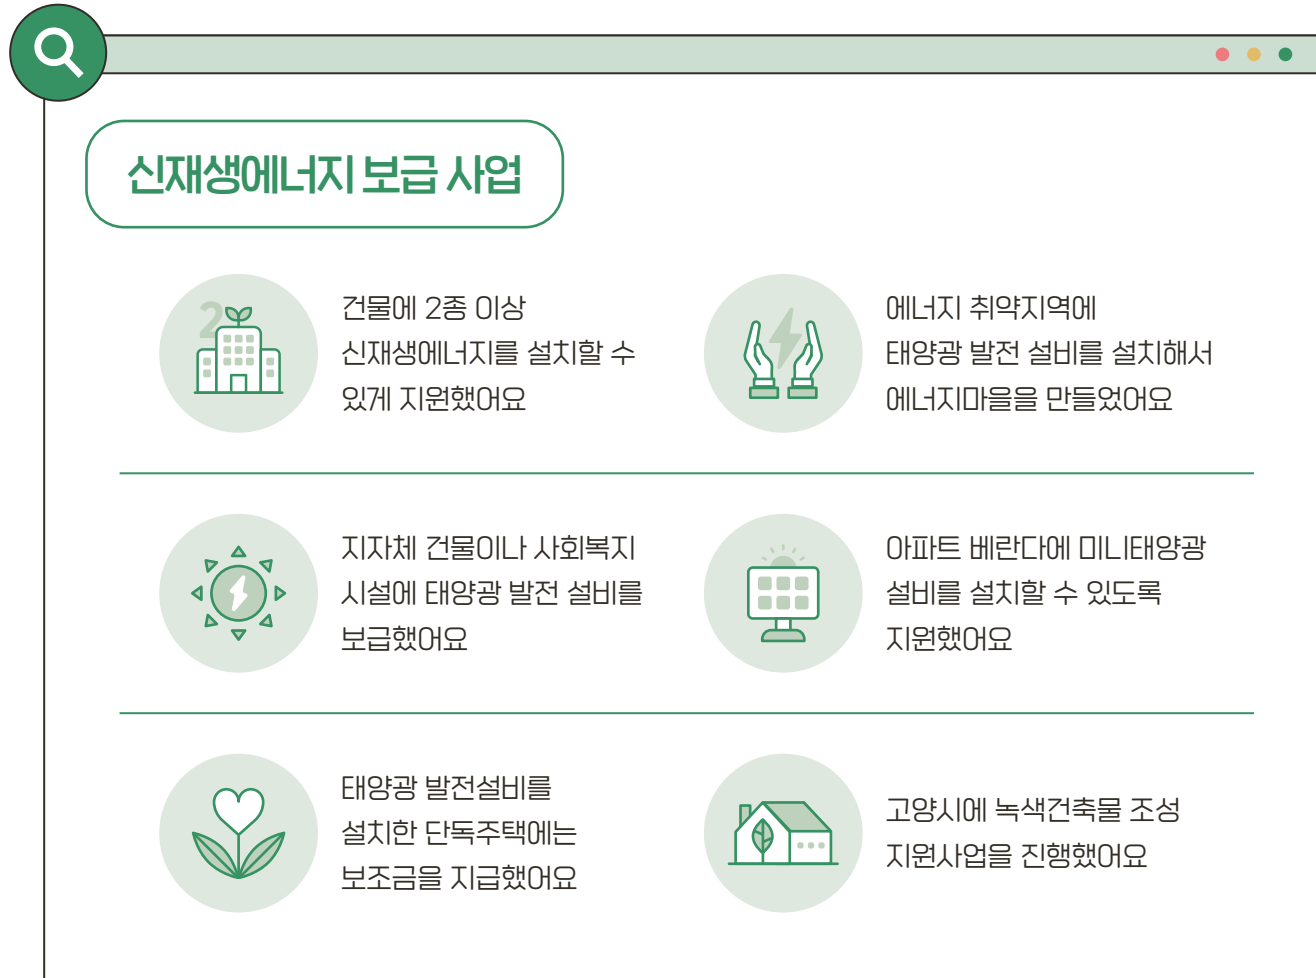 신재생에너지 보급 사업
2
건물에 2종 이상
신재생에너지를 설치할 수
있게 지원했어요
에너지 취약지역에
태양광 발전 설비를 설치해서
에너지마을을 만들었어요
지자체 건물이나 사회복지
시설에 태양광 발전 설비를
보급했어요
아파트 베란다에 미니태양광
설비를 설치할 수 있도록
지원했어요
태양광 발전설비를
설치한 단독주택에는
보조금을 지급했어요
고양시에 녹색건축물 조성
지원사업을 진행했어요